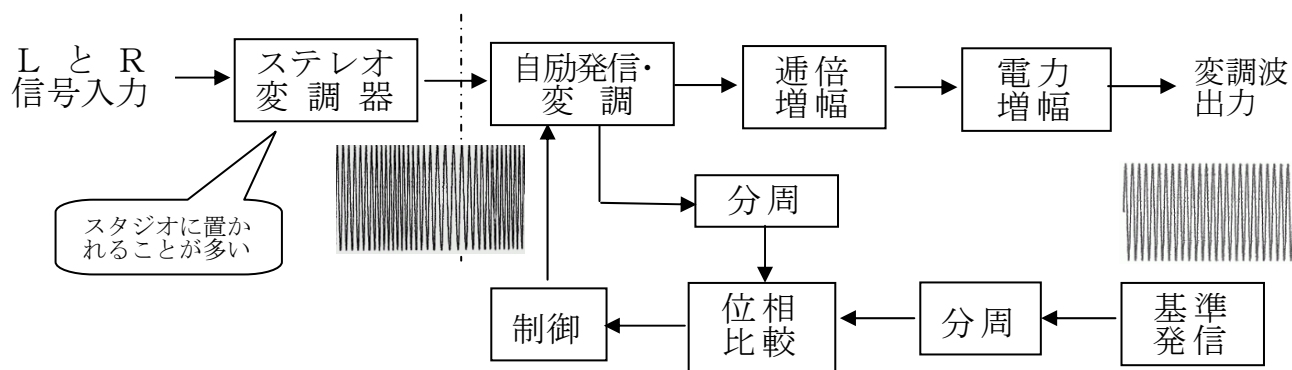 L と R
信号入力
ステレオ
変調器
自励発信・
変調
逓倍
増幅
電力
増幅
変調波
出力
スタジオに置か
れることが多い
分周
制御
位相
比較
分周
基準
発信